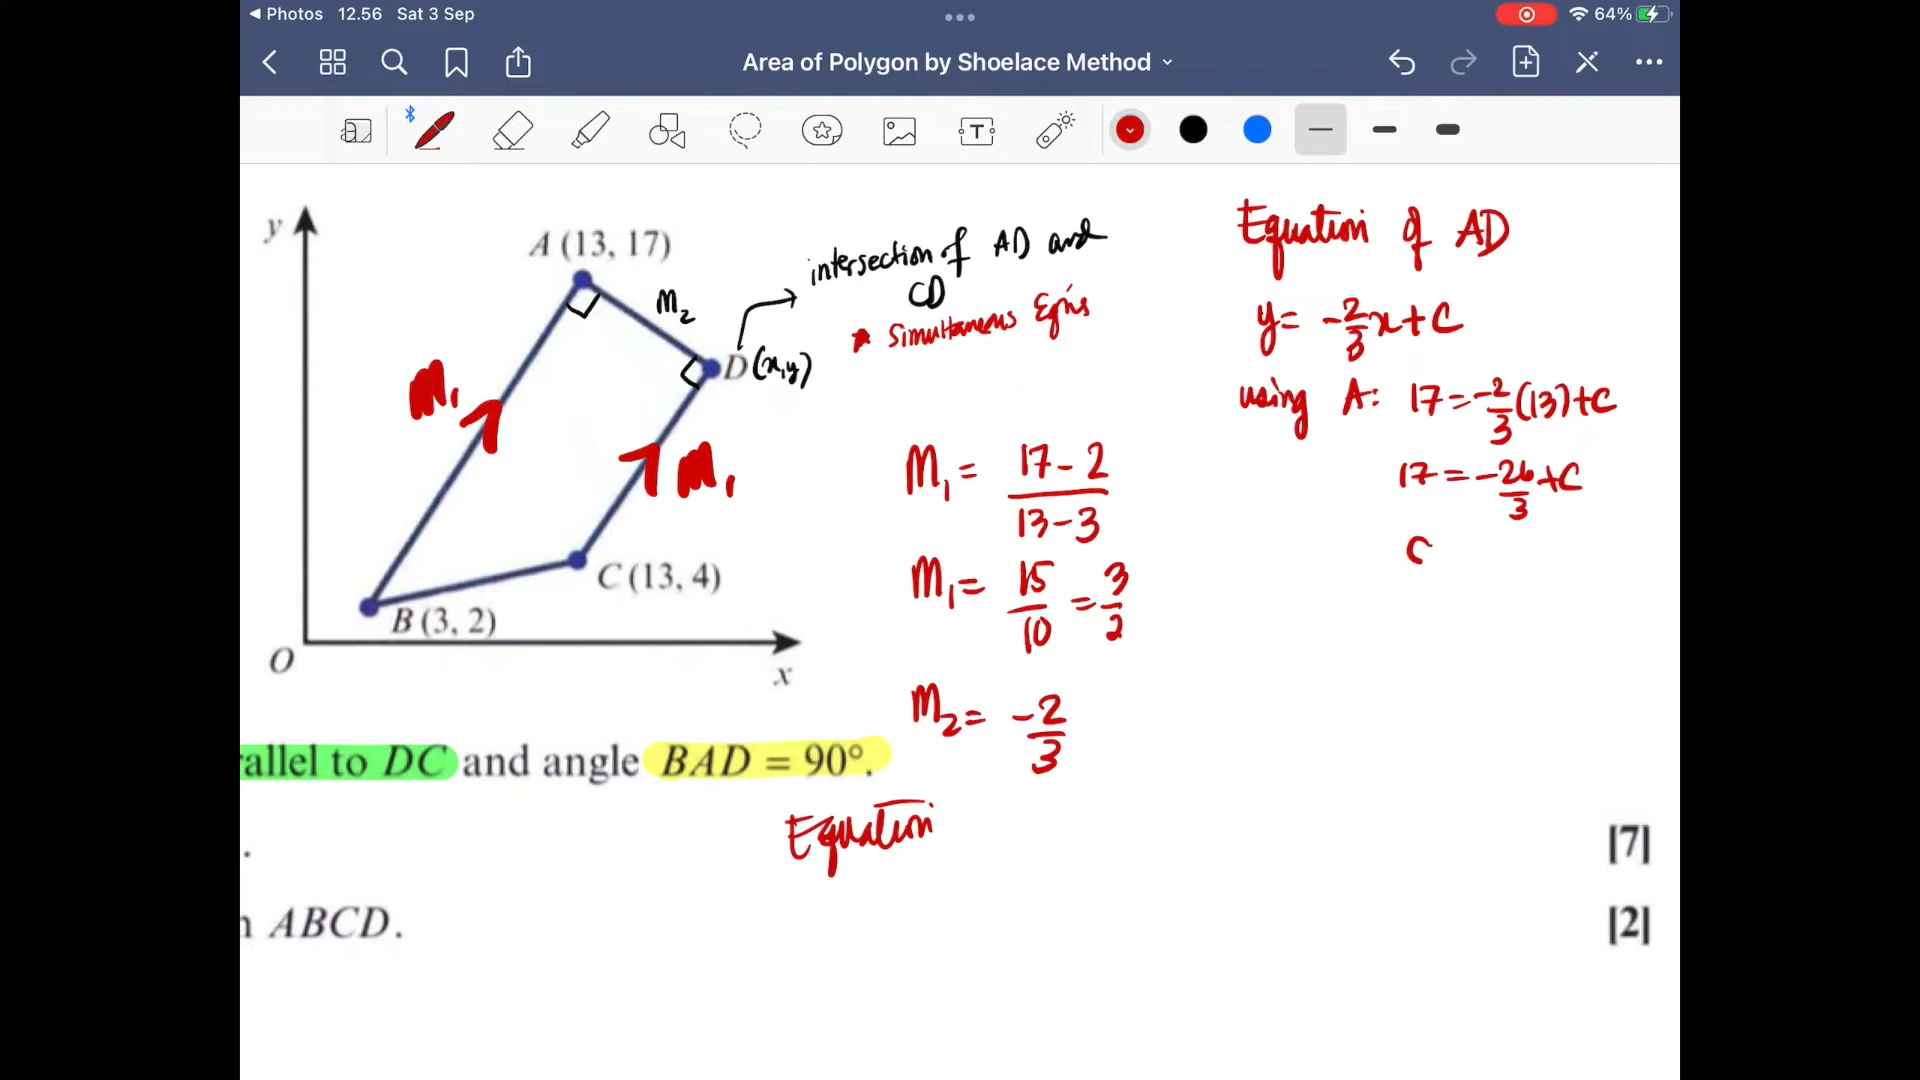 Photos 12.56 Sat 3 Sep
64%
Area of Polygon by Shoelace Method
T
y
A (13, 17)
M₂
D (x,y)
intersection of AD and
CD
* Simultaneous Eqn's
M₁
M₁
C (13, 4)
B (3, 2)
O
x
allel to DC and angle BAD = 90°.
.
ABCD.
M₁ = 17 - 2 / 13 - 3
M₁ = 15/10 = 3/2
M₂ = -2/3
Equation
Equation of AD
y = -2/3 x + C
using A: 17 = -2/3 (13) + C
17 = -26/3 + C
C
[7]
[2]